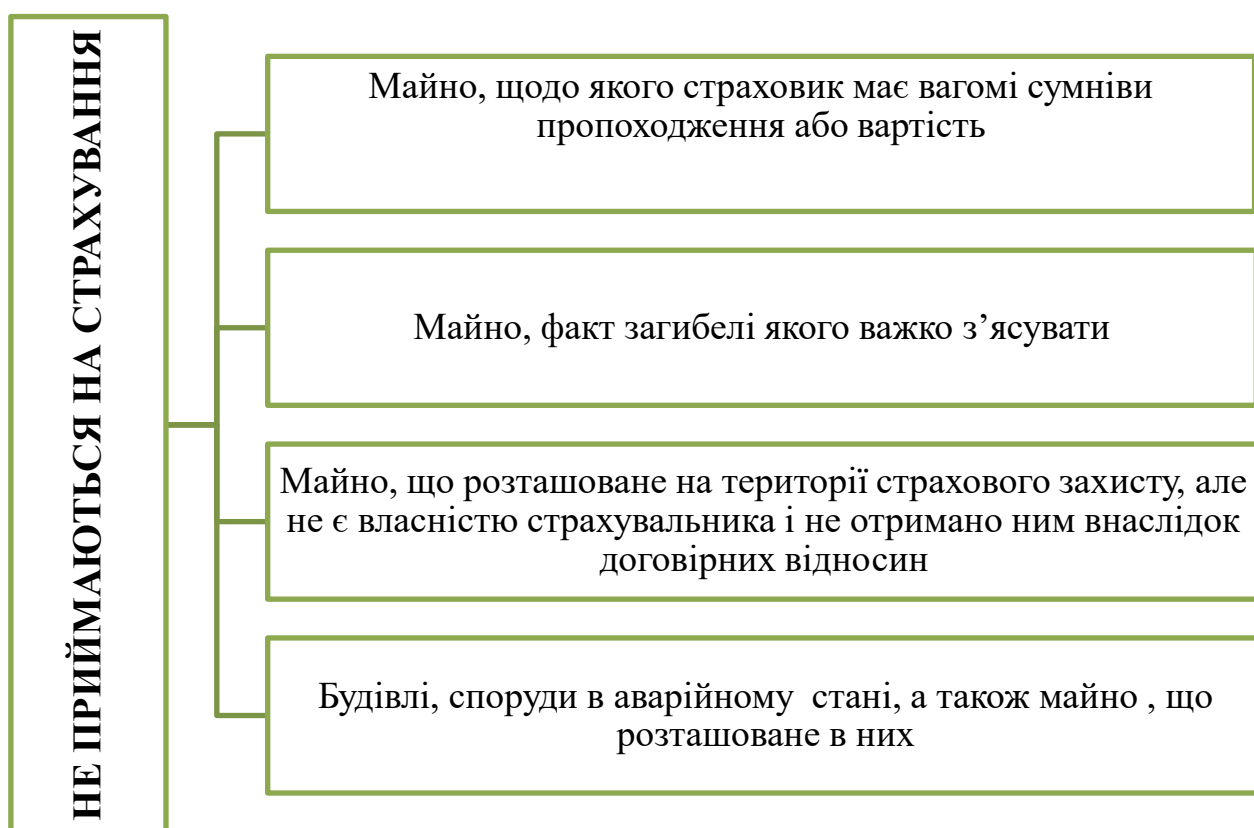 НЕ ПРИЙМАЮТЬСЯ НА СТРАХУВАННЯ
Майно, щодо якого страховик має вагомі сумніви
пропоходження або вартість
Майно, факт загибелі якого важко з’ясувати
Майно, що розташоване на території страхового захисту, але
не є власністю страхувальника і не отримано ним внаслідок
договірних відносин
Будівлі, споруди в аварійному  стані, а також майно , що
розташоване в них